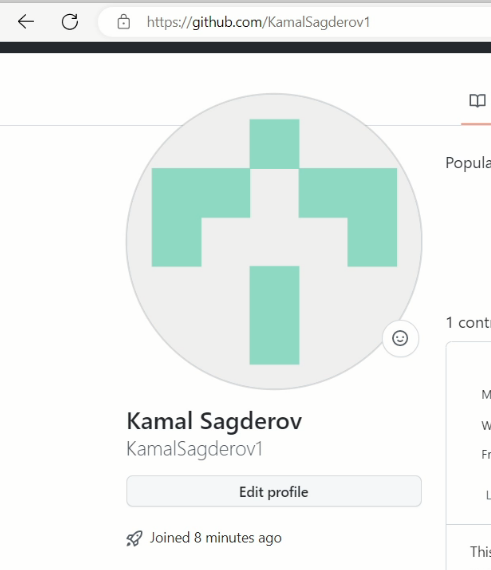 https://github.com/KamalSagderov1
Popula
1 contr
Kamal Sagderov
KamalSagderov1
Edit profile
Joined 8 minutes ago
M
W
Fr
L
This